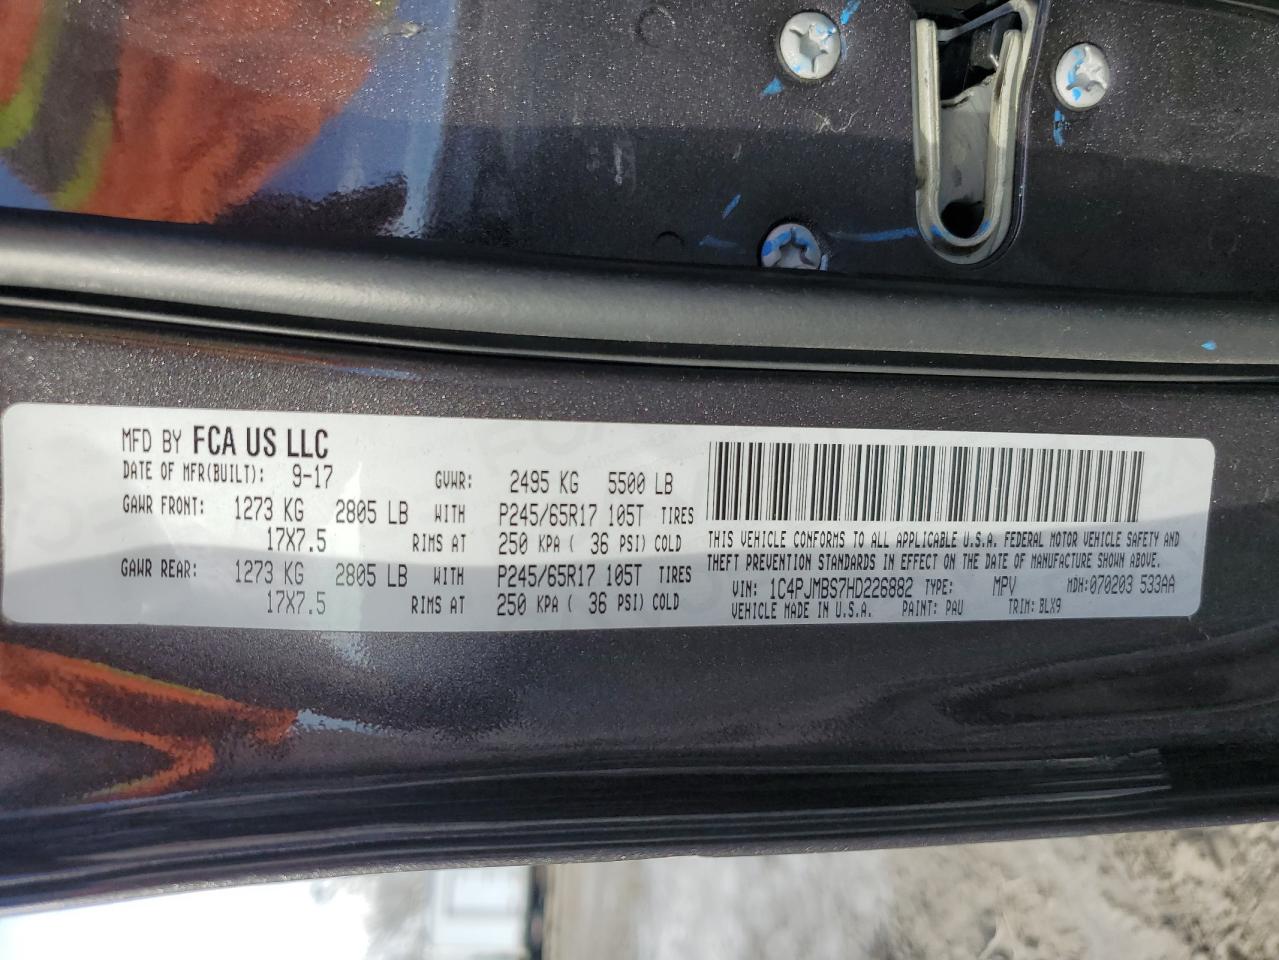 MFD BY FCA US LLC
DATE OF MFR(BUILT): 9-17 GVWR: 2495 KG 5500 LB
GAWR FRONT: 1273 KG 2805 LB WITH P245/65R17 105T TIRES
17X7.5 RIMS AT 250 KPA ( 36 PSI) COLD
GAWR REAR: 1273 KG 2805 LB WITH P245/65R17 105T TIRES
17X7.5 RIMS AT 250 KPA ( 36 PSI) COLD
THIS VEHICLE CONFORMS TO ALL APPLICABLE U.S.A. FEDERAL MOTOR VEHICLE SAFETY AND
THEFT PREVENTION STANDARDS IN EFFECT ON THE DATE OF MANUFACTURE SHOWN ABOVE.
VIN: 1C4PJMBS7HD226882 TYPE: MPV MDH:070203 533AA
VEHICLE MADE IN U.S.A. PAINT: PAU TRIM: BLX9